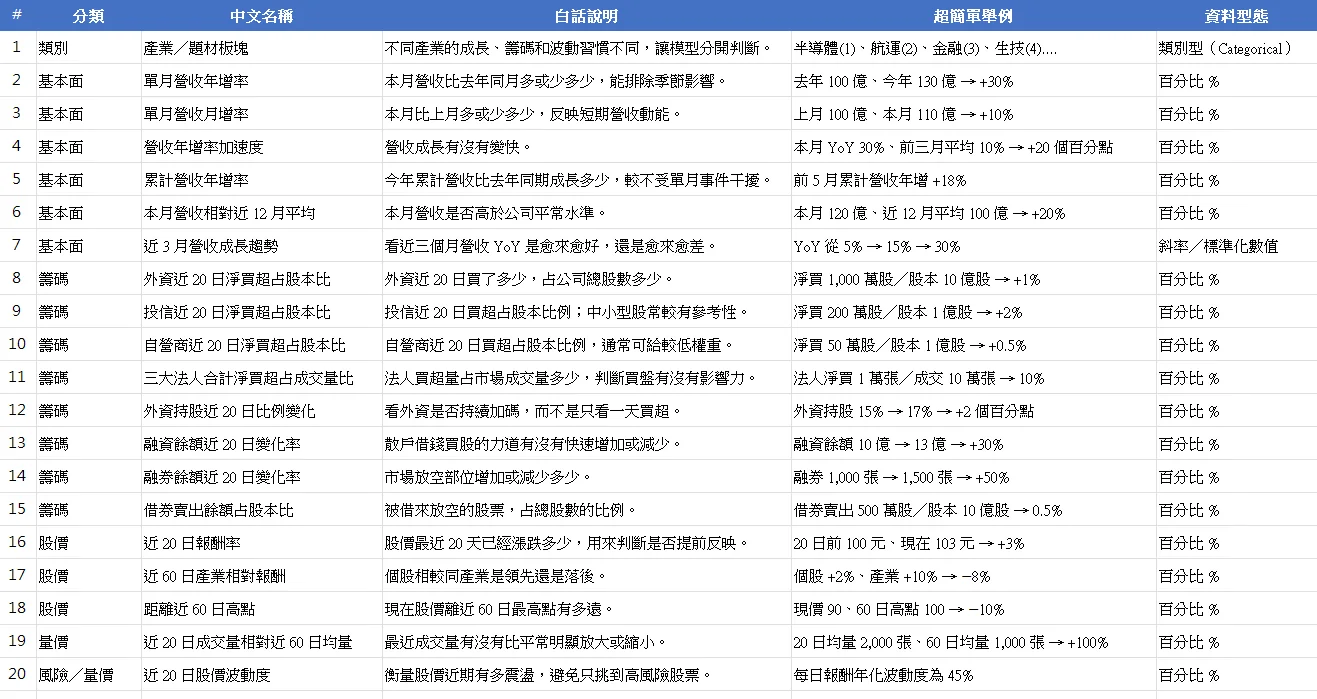 # 分類 中文名稱 白話說明 超簡單舉例 資料型態
1 類別 產業／題材板塊 不同產業的成長、籌碼和波動習慣不同，讓模型分開判斷。 半導體(1)、航運(2)、金融(3)、生技(4).... 類別型（Categorical）
2 基本面 單月營收年增率 本月營收比去年同月多或少多少，能排除季節影響。 去年 100 億、今年 130 億 → +30% 百分比 %
3 基本面 單月營收月增率 本月比上月多或少多少，反映短期營收動能。 上月 100 億、本月 110 億 → +10% 百分比 %
4 基本面 營收年增率加速度 營收成長有沒有變快。 本月 YoY 30%、前三月平均 10% → +20 個百分點 百分比 %
5 基本面 累計營收年增率 今年累計營收比去年同期成長多少，較不受單月事件干擾。 前 5 月累計營收年增 +18% 百分比 %
6 基本面 本月營收相對近 12 月平均 本月營收是否高於公司平常水準。 本月 120 億、近 12 月平均 100 億 → +20% 百分比 %
7 基本面 近 3 月營收成長趨勢 看近三個月營收 YoY 是愈來愈好，還是愈來愈差。 YoY 從 5% → 15% → 30% 斜率／標準化數值
8 籌碼 外資近 20 日淨買超占股本比 外資近 20 日買了多少，占公司總股數多少。 淨買 1,000 萬股／股本 10 億股 → +1% 百分比 %
9 籌碼 投信近 20 日淨買超占股本比 投信近 20 日買超占股本比例；中小型股常較有參考性。 淨買 200 萬股／股本 1 億股 → +2% 百分比 %
10 籌碼 自營商近 20 日淨買超占股本比 自營商近 20 日買超占股本比例，通常可給較低權重。 淨買 50 萬股／股本 1 億股 → +0.5% 百分比 %
11 籌碼 三大法人合計淨買超占成交量比 法人買超量占市場成交量多少，判斷買盤有沒有影響力。 法人淨買 1 萬張／成交 10 萬張 → 10% 百分比 %
12 籌碼 外資持股近 20 日比例變化 看外資是否持續加碼，而不是只看一天買超。 外資持股 15% → 17% → +2 個百分點 百分比 %
13 籌碼 融資餘額近 20 日變化率 散戶借錢買股的力道有沒有快速增加或減少。 融資餘額 10 億 → 13 億 → +30% 百分比 %
14 籌碼 融券餘額近 20 日變化率 市場放空部位增加或減少多少。 融券 1,000 張 → 1,500 張 → +50% 百分比 %
15 籌碼 借券賣出餘額占股本比 被借來放空的股票，占總股數的比例。 借券賣出 500 萬股／股本 10 億股 → 0.5% 百分比 %
16 股價 近 20 日報酬率 股價最近 20 天已經漲跌多少，用來判斷是否提前反映。 20 日前 100 元、現在 103 元 → +3% 百分比 %
17 股價 近 60 日產業相對報酬 個股相較同產業是領先還是落後。 個股 +2%、產業 +10% → −8% 百分比 %
18 股價 距離近 60 日高點 現在股價離近 60 日最高點有多遠。 現價 90、60 日高點 100 → −10% 百分比 %
19 量價 近 20 日成交量相對近 60 日均量 最近成交量有沒有比平常明顯放大或縮小。 20 日均量 2,000 張、60 日均量 1,000 張 → +100% 百分比 %
20 風險／量價 近 20 日股價波動度 衡量股價近期有多震盪，避免只挑到高風險股票。 每日報酬年化波動度為 45% 百分比 %